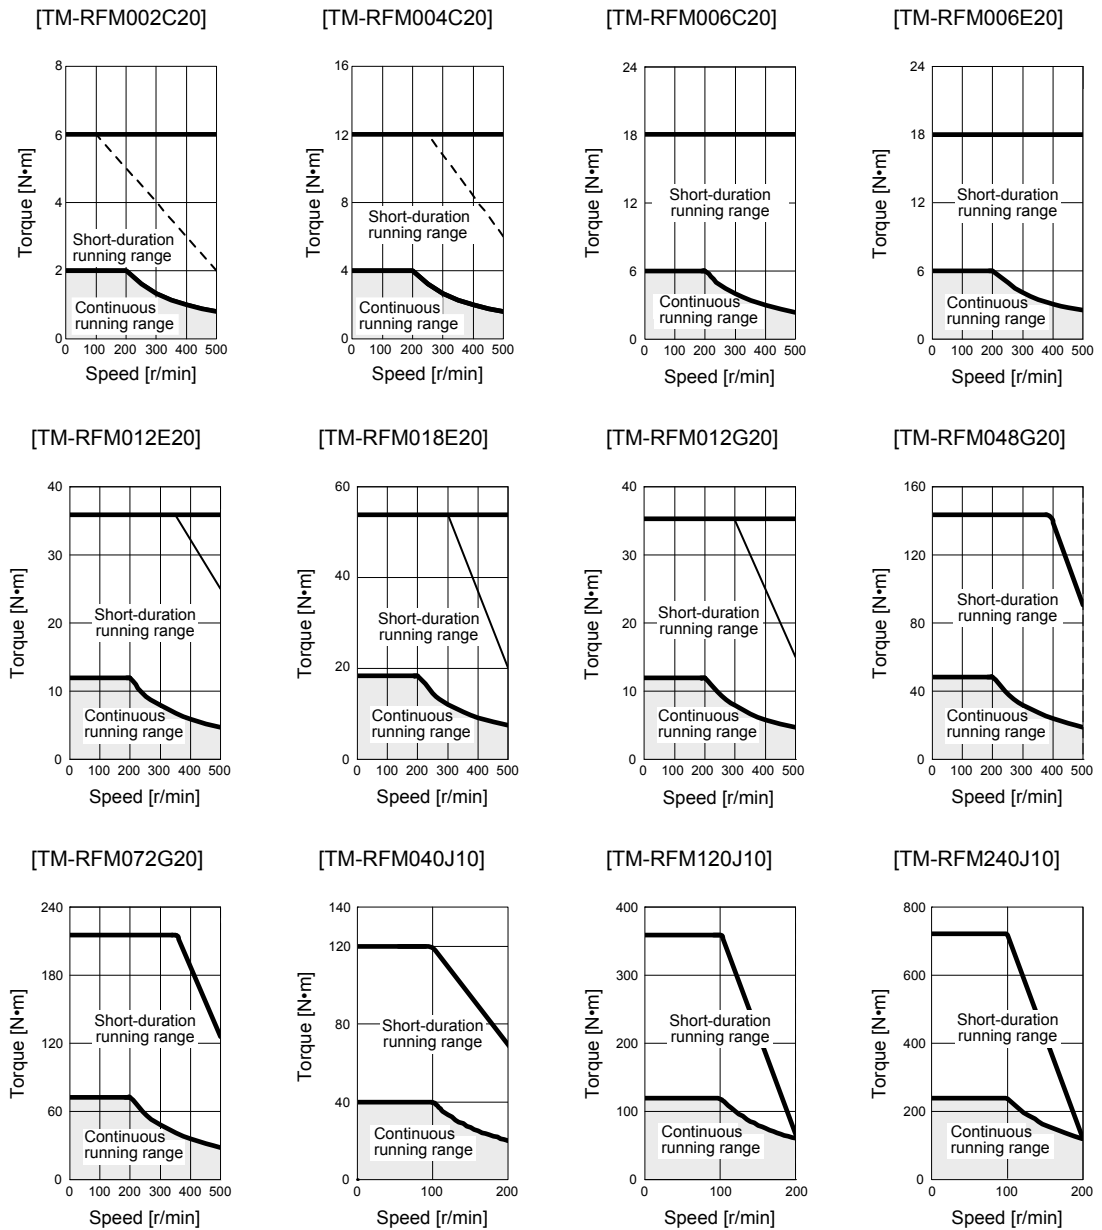 [TM-RFM002C20]
8
6
4
2
0
Torque [N•m]
Short-duration
running range
Continuous
running range
0 100 200 300 400 500
Speed [r/min]
[TM-RFM004C20]
16
12
8
4
0
Torque [N•m]
Short-duration
running range
Continuous
running range
0 100 200 300 400 500
Speed [r/min]
[TM-RFM006C20]
24
18
12
6
0
Torque [N•m]
Short-duration
running range
Continuous
running range
0 100 200 300 400 500
Speed [r/min]
[TM-RFM006E20]
24
18
12
6
0
Torque [N•m]
Short-duration
running range
Continuous
running range
0 100 200 300 400 500
Speed [r/min]
[TM-RFM012E20]
40
30
20
10
0
Torque [N•m]
Short-duration
running range
Continuous
running range
0 100 200 300 400 500
Speed [r/min]
[TM-RFM018E20]
60
40
20
0
Torque [N•m]
Short-duration
running range
Continuous
running range
0 100 200 300 400 500
Speed [r/min]
[TM-RFM012G20]
40
30
20
10
0
Torque [N•m]
Short-duration
running range
Continuous
running range
0 100 200 300 400 500
Speed [r/min]
[TM-RFM048G20]
160
120
80
40
0
Torque [N•m]
Short-duration
running range
Continuous
running range
0 100 200 300 400 500
Speed [r/min]
[TM-RFM072G20]
240
180
120
60
0
Torque [N•m]
Short-duration
running range
Continuous
running range
0 100 200 300 400 500
Speed [r/min]
[TM-RFM040J10]
140
120
80
40
0
Torque [N•m]
Short-duration
running range
Continuous
running range
0 100 200
Speed [r/min]
[TM-RFM120J10]
400
300
200
100
0
Torque [N•m]
Short-duration
running range
Continuous
running range
0 100 200
Speed [r/min]
[TM-RFM240J10]
800
600
400
200
0
Torque [N•m]
Short-duration
running range
Continuous
running range
0 100 200
Speed [r/min]